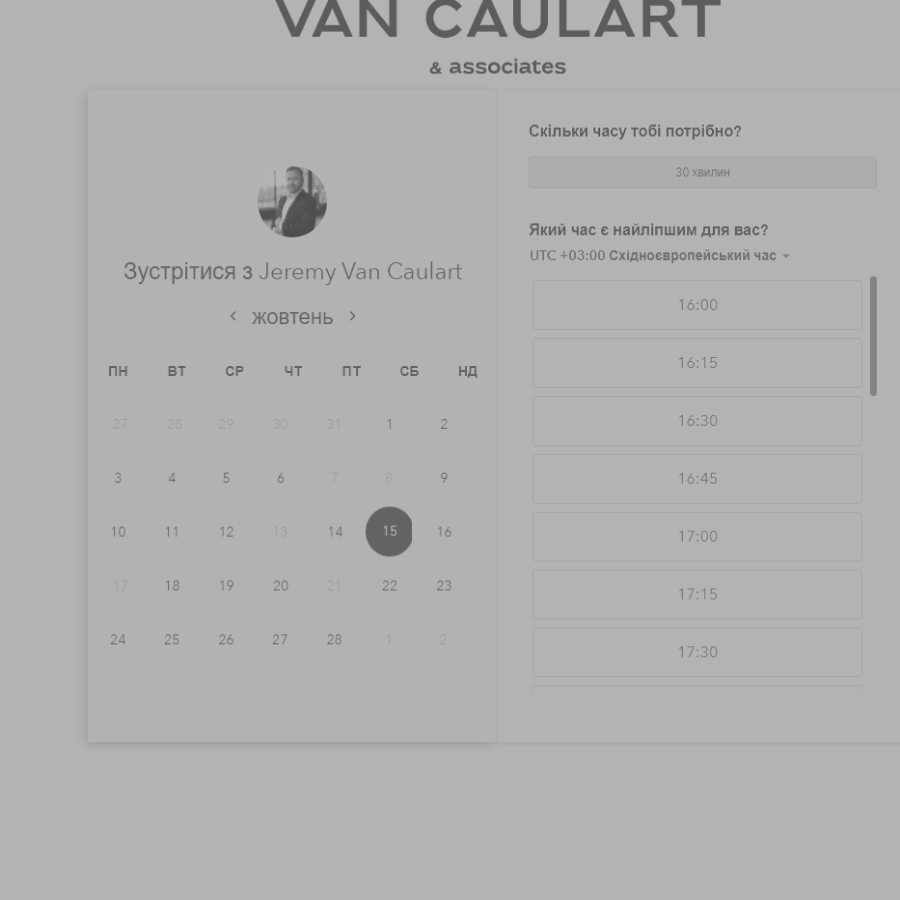 VAN CAULART
& associates
Зустрітися з Jeremy Van Caulart
жовтень
ПН ВТ СР ЧТ ПТ СБ НД
27 28 29 30 31 1 2
3 4 5 6 7 8 9
10 11 12 13 14 15 16
17 18 19 20 21 22 23
24 25 26 27 28 1 2
Скільки часу тобі потрібно?
30 хвилин
Який час є найліпшим для вас?
UTC +03:00 Східноєвропейський час
16:00
16:15
16:30
16:45
17:00
17:15
17:30